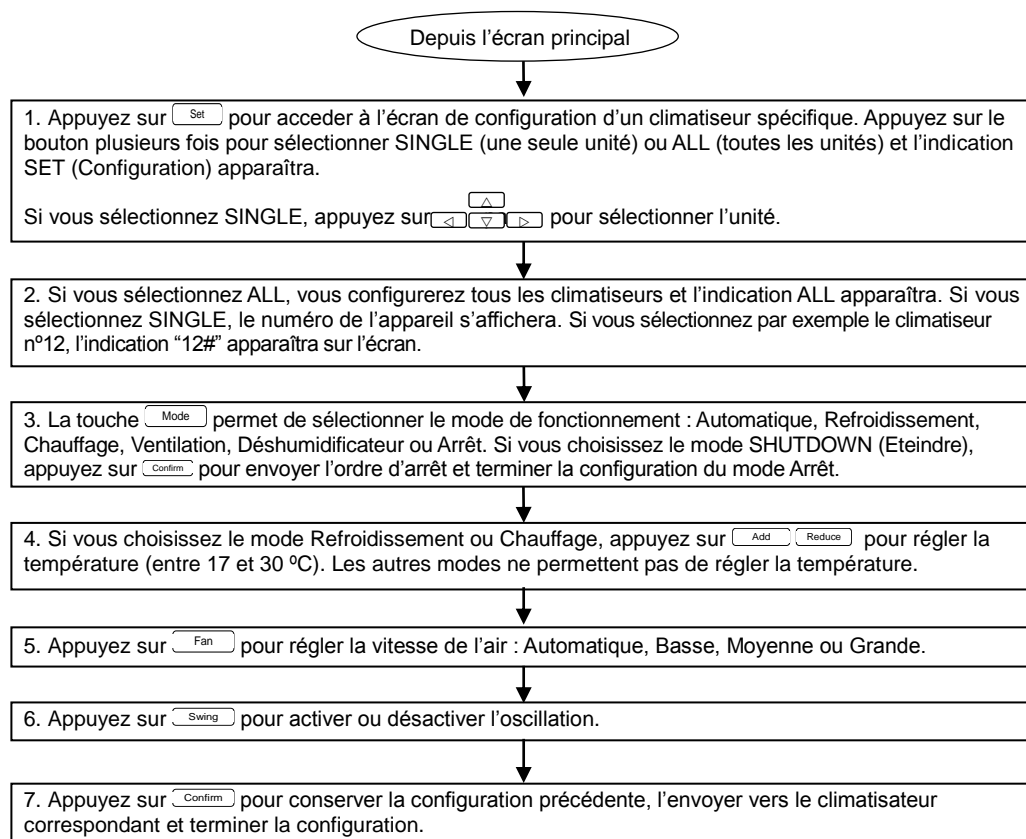 Depuis l'écran principal
1. Appuyez sur Set pour acceder à l'écran de configuration d'un climatiseur spécifique. Appuyez sur le
bouton plusieurs fois pour sélectionner SINGLE (une seule unité) ou ALL (toutes les unités) et l'indication
SET (Configuration) apparaîtra.
Si vous sélectionnez SINGLE, appuyez sur ◁ △ ▽ ▷ pour sélectionner l'unité.
2. Si vous sélectionnez ALL, vous configurerez tous les climatiseurs et l'indication ALL apparaîtra. Si vous
sélectionnez SINGLE, le numéro de l'appareil s'affichera. Si vous sélectionnez par exemple le climatiseur
nº12, l'indication “12#” apparaîtra sur l'écran.
3. La touche Mode permet de sélectionner le mode de fonctionnement : Automatique, Refroidissement,
Chauffage, Ventilation, Déshumidificateur ou Arrêt. Si vous choisissez le mode SHUTDOWN (Eteindre),
appuyez sur Confirm pour envoyer l'ordre d'arrêt et terminer la configuration du mode Arrêt.
4. Si vous choisissez le mode Refroidissement ou Chauffage, appuyez sur Add Reduce pour régler la
température (entre 17 et 30 ºC). Les autres modes ne permettent pas de régler la température.
5. Appuyez sur Fan pour régler la vitesse de l'air : Automatique, Basse, Moyenne ou Grande.
6. Appuyez sur Swing pour activer ou désactiver l'oscillation.
7. Appuyez sur Confirm pour conserver la configuration précédente, l'envoyer vers le climatisateur
correspondant et terminer la configuration.